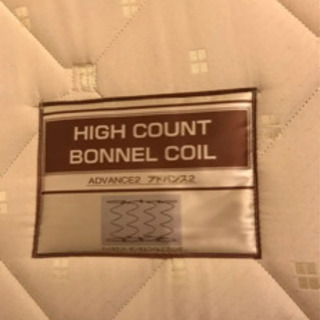 HIGH COUNT
BONNEL COIL
ADVANCE2 アドバンス2